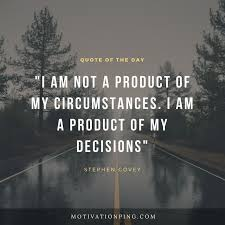 QUOTE OF THE DAY
"I AM NOT A PRODUCT OF
MY CIRCUMSTANCES. I AM
A PRODUCT OF MY
DECISIONS"
STEPHEN COVEY
MOTIVATIONPING.COM